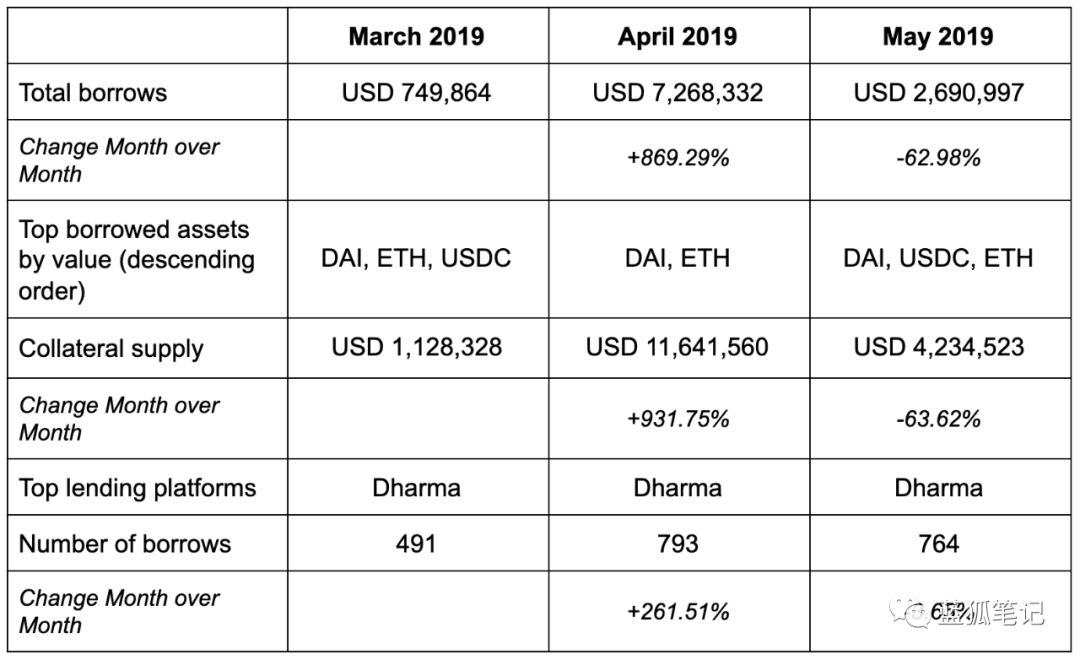 March 2019 April 2019 May 2019
Total borrows USD 749,864 USD 7,268,332 USD 2,690,997
Change Month over
Month +869.29% -62.98%
Top borrowed assets
by value (descending
order) DAI, ETH, USDC DAI, ETH DAI, USDC, ETH
Collateral supply USD 1,128,328 USD 11,641,560 USD 4,234,523
Change Month over
Month +931.75% -63.62%
Top lending platforms Dharma Dharma Dharma
Number of borrows 491 793 764
Change Month over
Month +261.51%
蓝狐笔记